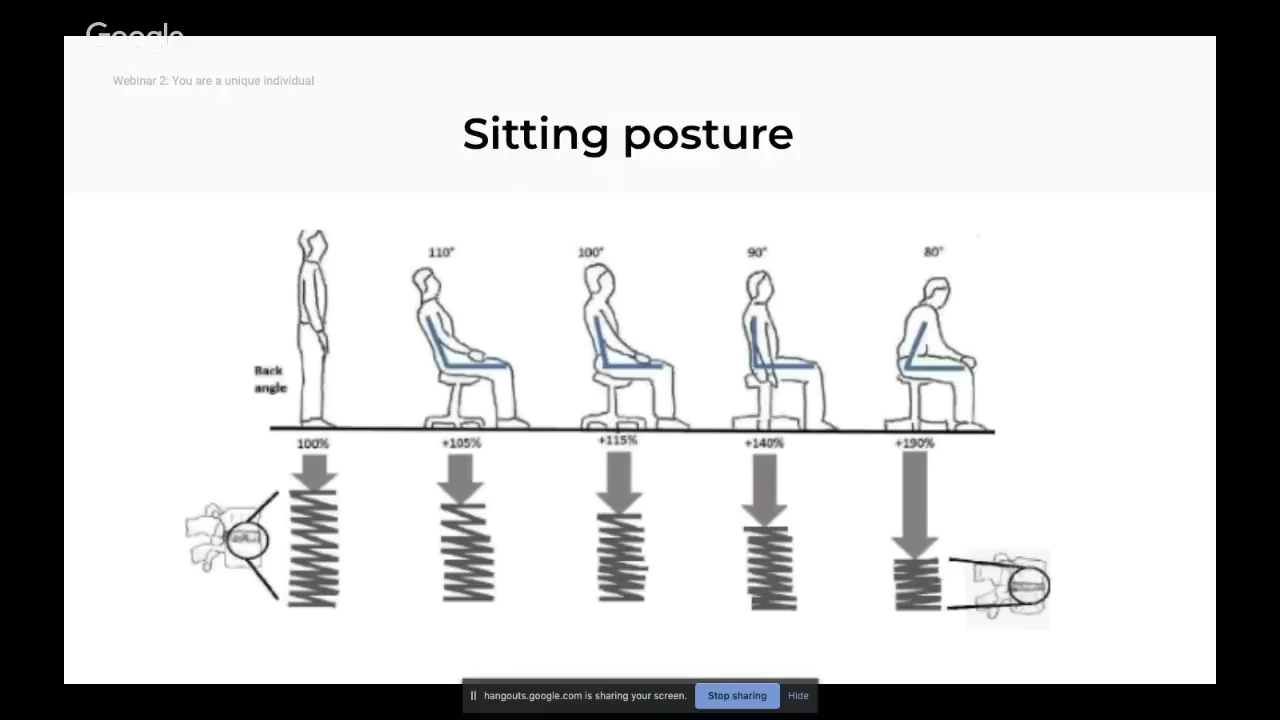 Google
Webinar 2: You are a unique individual
Sitting posture
110° 100° 90° 80°
Back
angle
100% +105% +115% +140% +190%
hangouts.google.com is sharing your screen. Stop sharing Hide